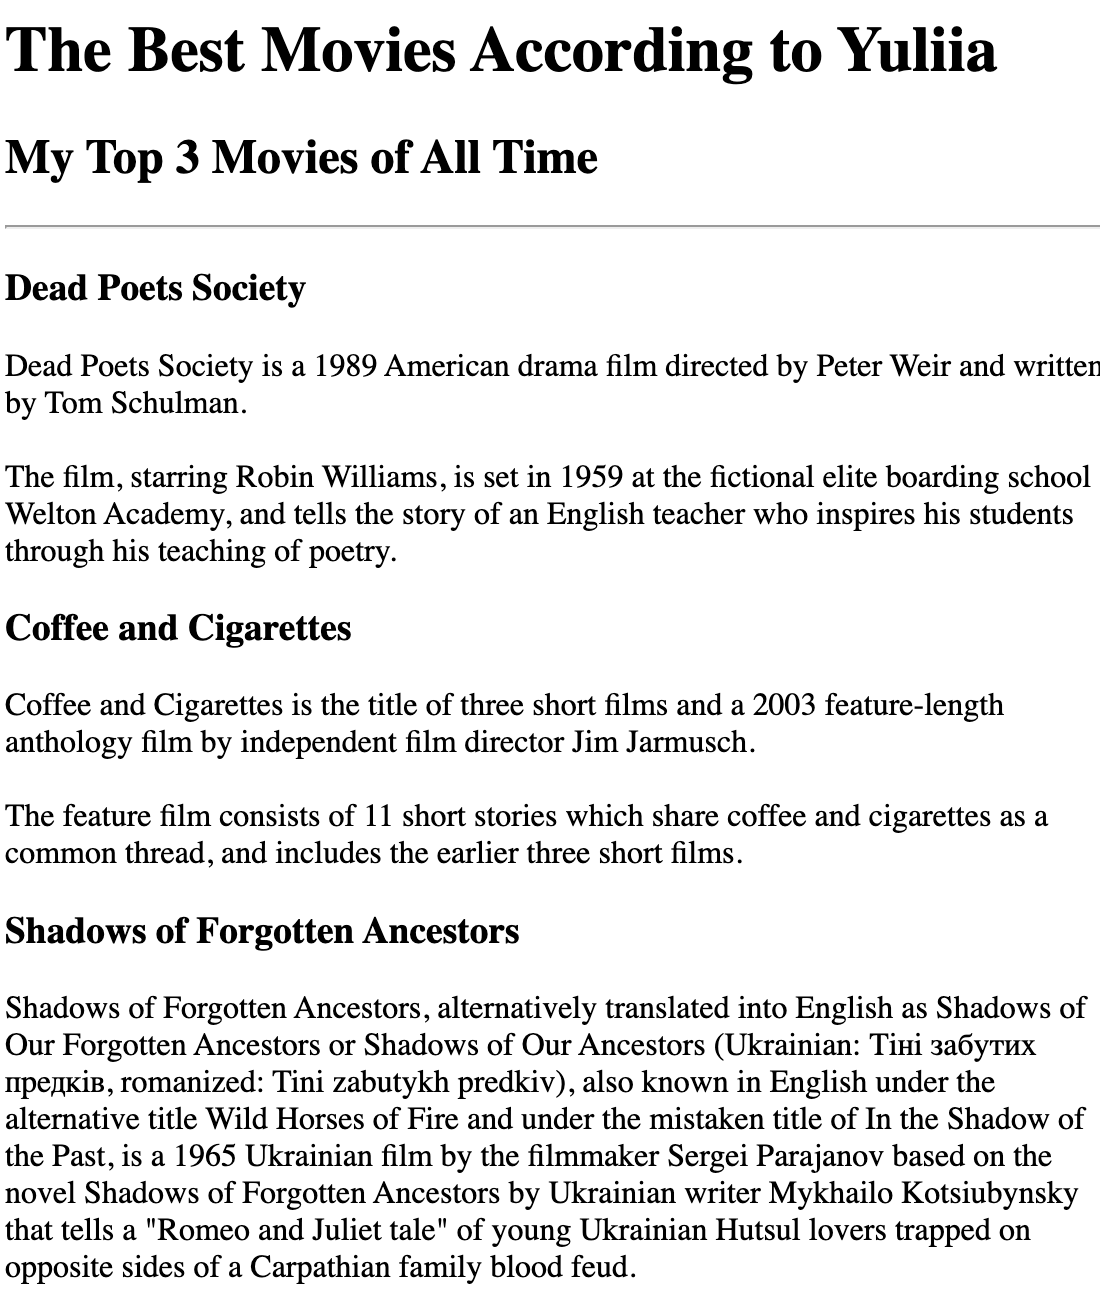 The Best Movies According to Yuliia
My Top 3 Movies of All Time
Dead Poets Society
Dead Poets Society is a 1989 American drama film directed by Peter Weir and written
by Tom Schulman.
The film, starring Robin Williams, is set in 1959 at the fictional elite boarding school
Welton Academy, and tells the story of an English teacher who inspires his students
through his teaching of poetry.
Coffee and Cigarettes
Coffee and Cigarettes is the title of three short films and a 2003 feature-length
anthology film by independent film director Jim Jarmusch.
The feature film consists of 11 short stories which share coffee and cigarettes as a
common thread, and includes the earlier three short films.
Shadows of Forgotten Ancestors
Shadows of Forgotten Ancestors, alternatively translated into English as Shadows of
Our Forgotten Ancestors or Shadows of Our Ancestors (Ukrainian: Тіні забутих
предків, romanized: Tini zabutykh predkiv), also known in English under the
alternative title Wild Horses of Fire and under the mistaken title of In the Shadow of
the Past, is a 1965 Ukrainian film by the filmmaker Sergei Parajanov based on the
novel Shadows of Forgotten Ancestors by Ukrainian writer Mykhailo Kotsiubynsky
that tells a "Romeo and Juliet tale" of young Ukrainian Hutsul lovers trapped on
opposite sides of a Carpathian family blood feud.